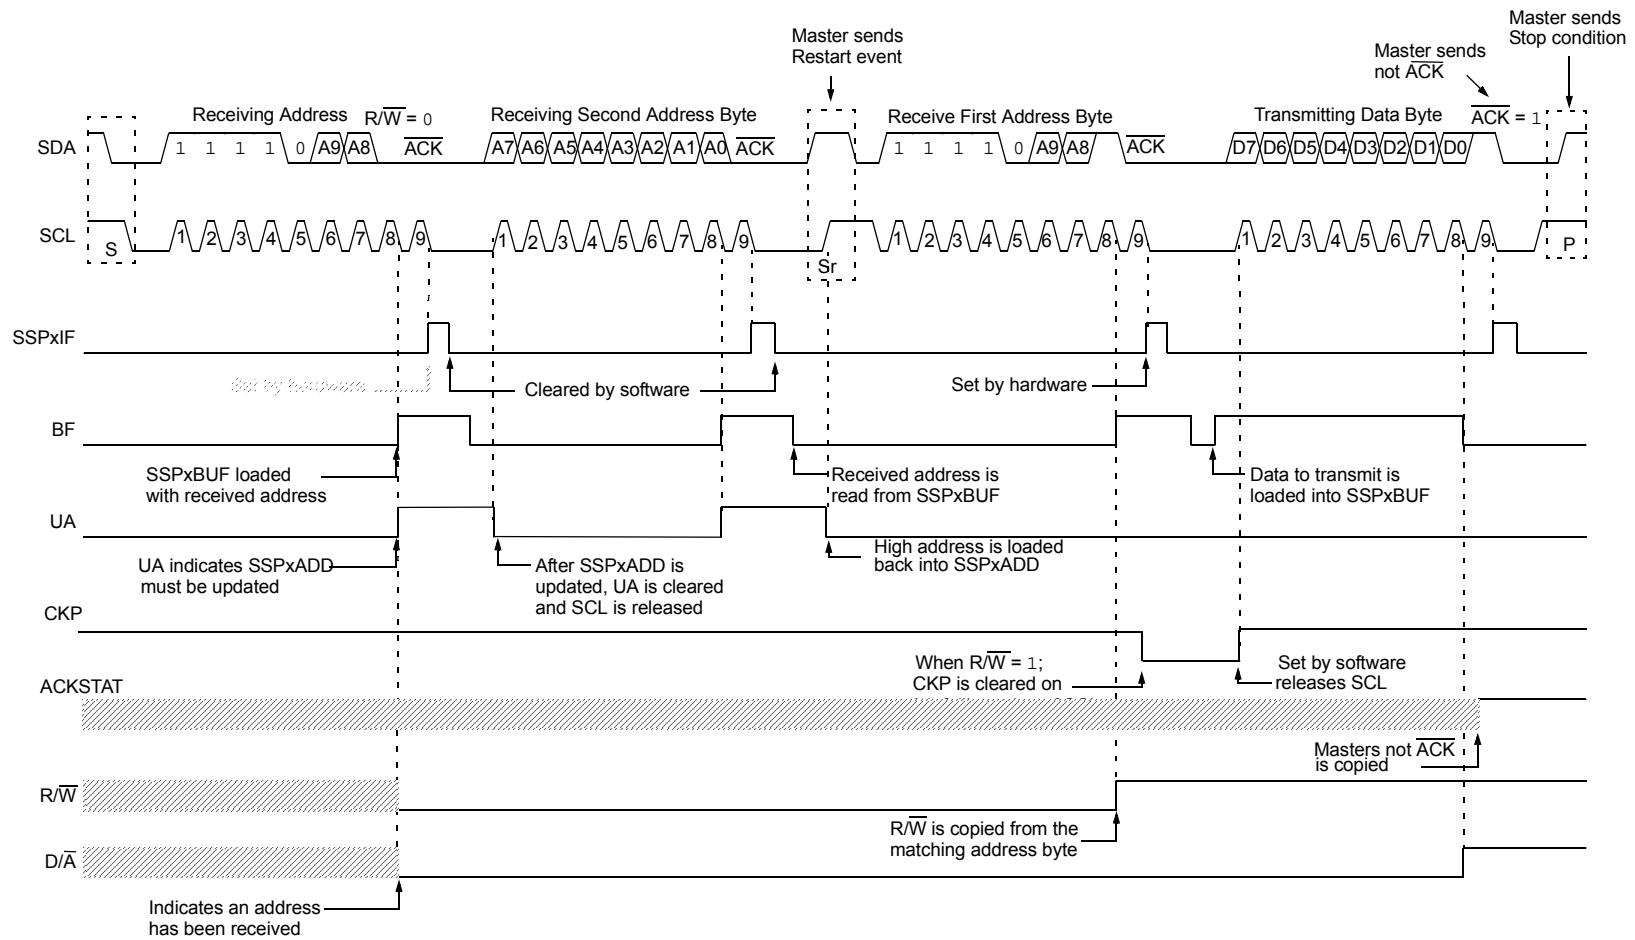 Master sends
Stop condition
Master sends
Restart event
Master sends
not ACK
Receiving Address R/W = 0
Receiving Second Address Byte
Receive First Address Byte
Transmitting Data Byte
ACK = 1
SDA
1 1 1 1 0 A9 A8 ACK
A7 A6 A5 A4 A3 A2 A1 A0 ACK
1 1 1 1 0 A9 A8 ACK
D7 D6 D5 D4 D3 D2 D1 D0
SCL
S
1 2 3 4 5 6 7 8 9
1 2 3 4 5 6 7 8 9
Sr
1 2 3 4 5 6 7 8 9
1 2 3 4 5 6 7 8 9
P
SSPxIF
Set by hardware
Cleared by software
Set by hardware
BF
SSPxBUF loaded
with received address
Received address is
read from SSPxBUF
Data to transmit is
loaded into SSPxBUF
UA
UA indicates SSPxADD
must be updated
After SSPxADD is
updated, UA is cleared
and SCL is released
High address is loaded
back into SSPxADD
CKP
When R/W = 1;
CKP is cleared on
Set by software
releases SCL
ACKSTAT
Masters not ACK
is copied
R/W
R/W is copied from the
matching address byte
D/A
Indicates an address
has been received